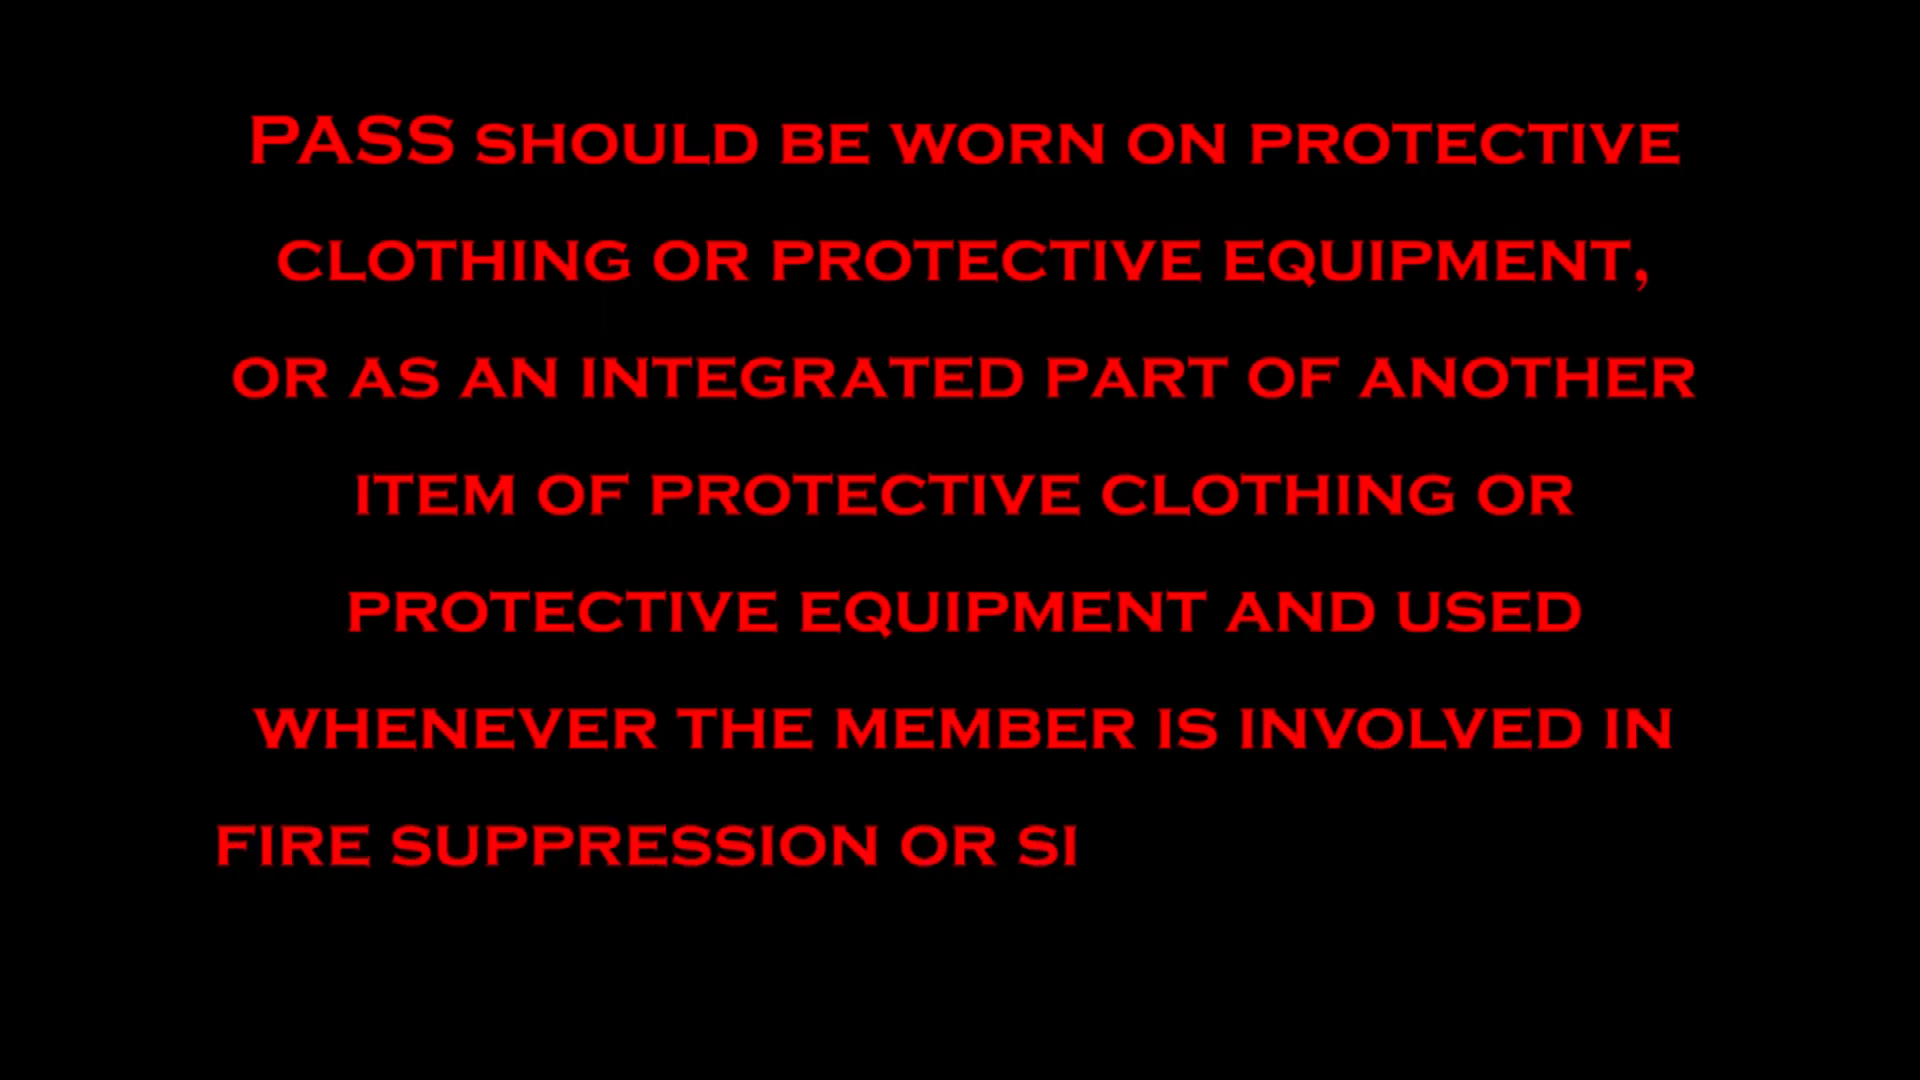 PASS SHOULD BE WORN ON PROTECTIVE
CLOTHING OR PROTECTIVE EQUIPMENT,
OR AS AN INTEGRATED PART OF ANOTHER
ITEM OF PROTECTIVE CLOTHING OR
PROTECTIVE EQUIPMENT AND USED
WHENEVER THE MEMBER IS INVOLVED IN
FIRE SUPPRESSION OR SI